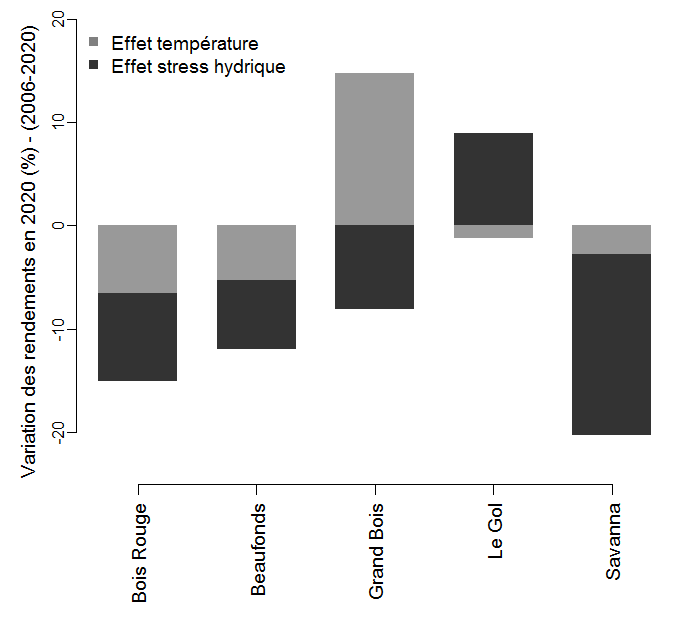 Variation des rendements en 2020 (%) - (2006-2020)
20
10
0
-10
-20
Effet température
Effet stress hydrique
Bois Rouge
Beaufonds
Grand Bois
Le Gol
Savanna